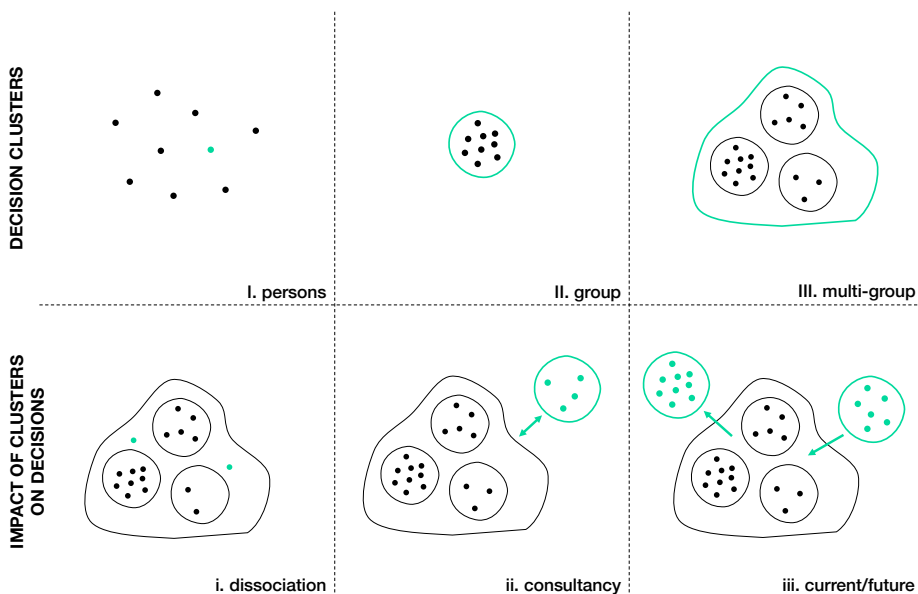 DECISION CLUSTERS
I. persons
II. group
III. multi-group
IMPACT OF CLUSTERS
ON DECISIONS
i. dissociation
ii. consultancy
iii. current/future